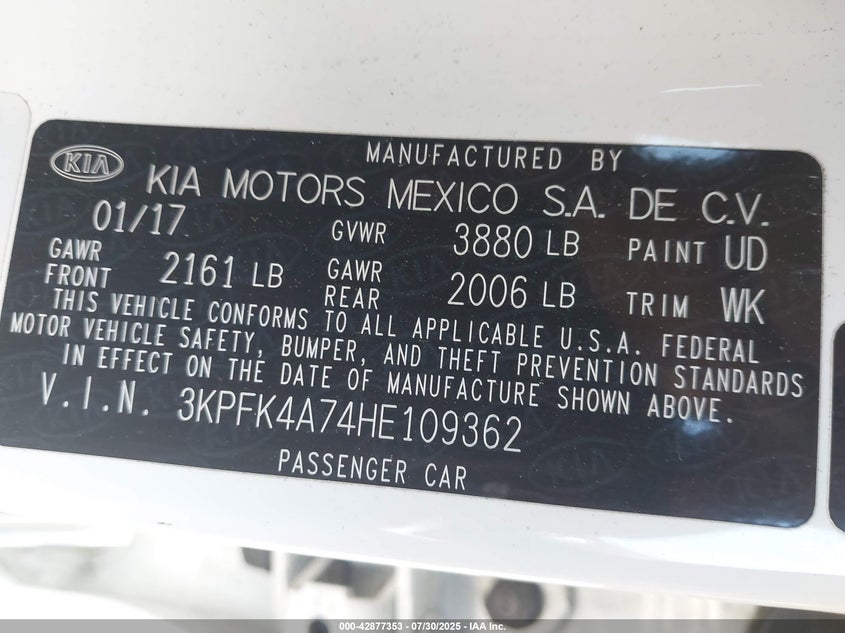 KIA
MANUFACTURED BY
KIA MOTORS MEXICO S.A. DE C.V.
01/17 GVWR 3880 LB PAINT UD
GAWR FRONT 2161 LB GAWR REAR 2006 LB TRIM WK
THIS VEHICLE CONFORMS TO ALL APPLICABLE U.S.A. FEDERAL
MOTOR VEHICLE SAFETY, BUMPER, AND THEFT PREVENTION STANDARDS
IN EFFECT ON THE DATE OF MANUFACTURE SHOWN ABOVE.
V.I.N. 3KPFK4A74HE109362
PASSENGER CAR
000-42877353 | 07/30/2025 - IAA Inc.